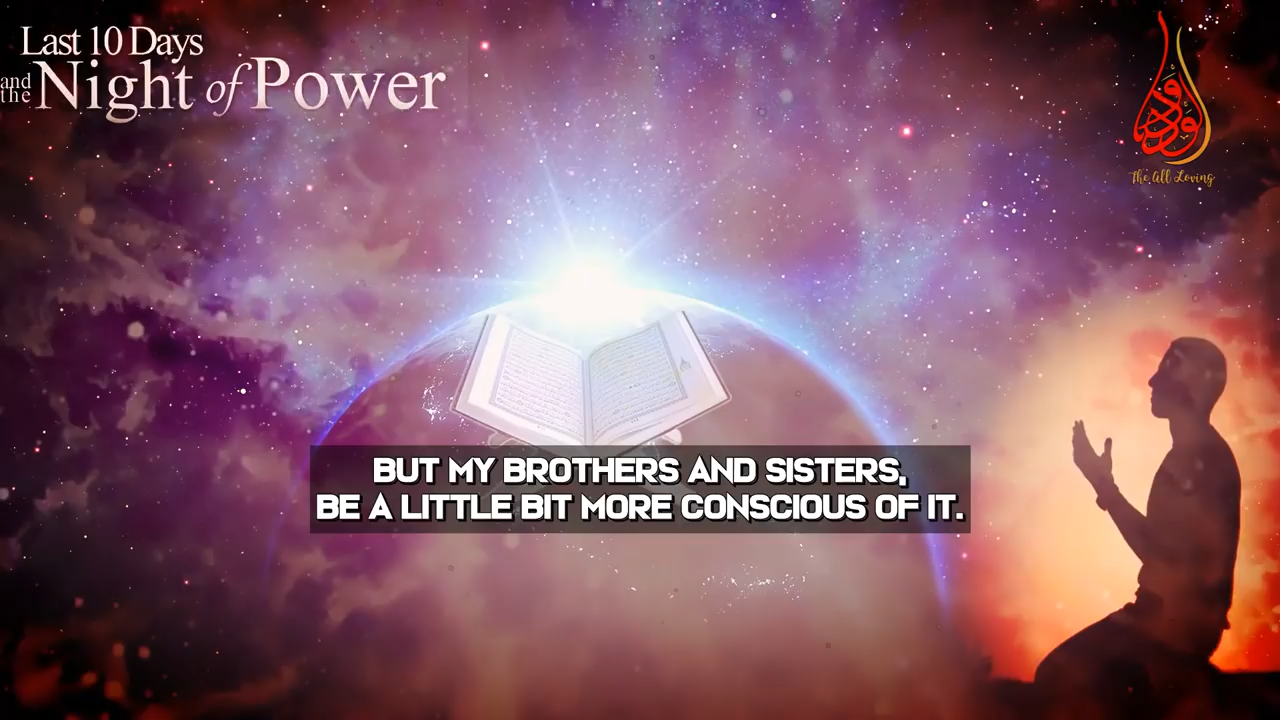 Last 10 Days
and the Night of Power
الودود
The All Loving
BUT MY BROTHERS AND SISTERS,
BE A LITTLE BIT MORE CONSCIOUS OF IT.